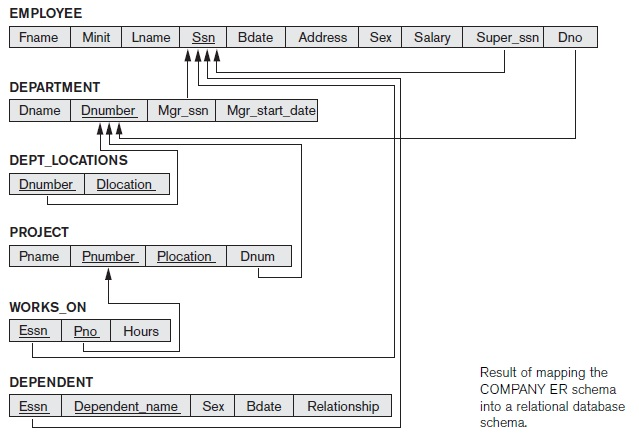 EMPLOYEE
Fname Minit Lname Ssn Bdate Address Sex Salary Super_ssn Dno
DEPARTMENT
Dname Dnumber Mgr_ssn Mgr_start_date
DEPT_LOCATIONS
Dnumber Dlocation
PROJECT
Pname Pnumber Plocation Dnum
WORKS_ON
Essn Pno Hours
DEPENDENT
Essn Dependent_name Sex Bdate Relationship
Result of mapping the
COMPANY ER schema
into a relational database
schema.